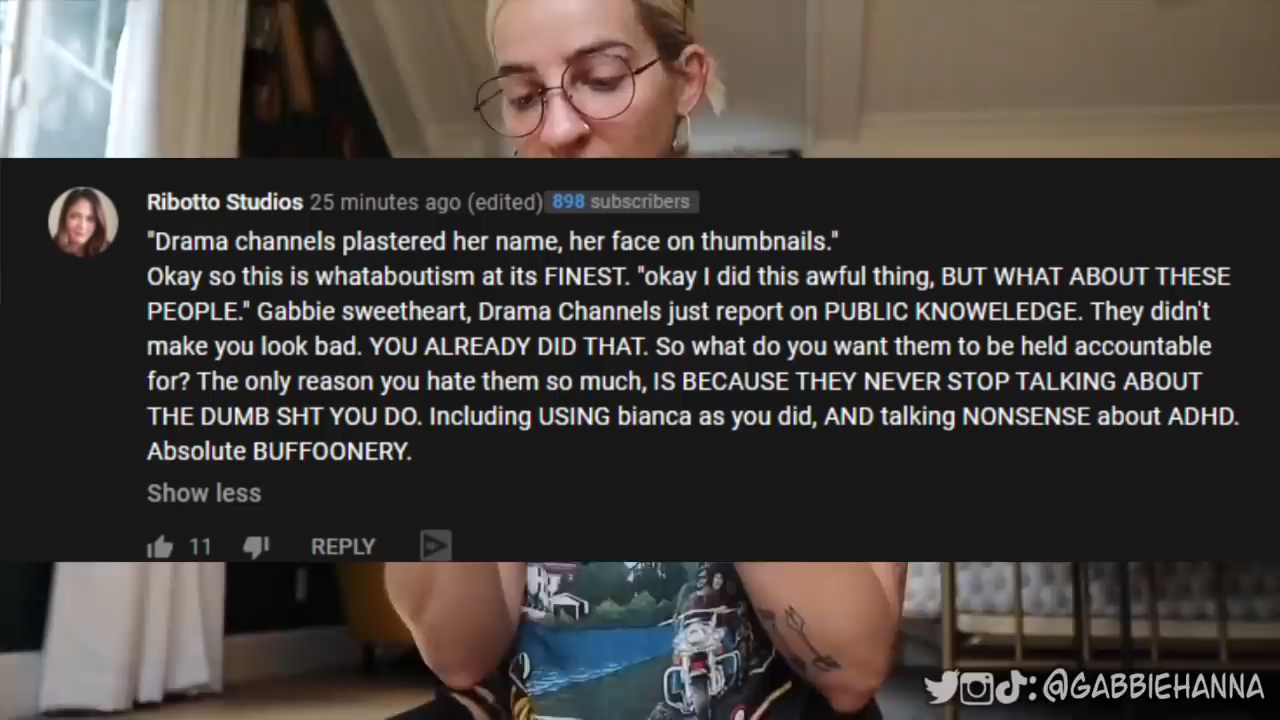 Ribotto Studios 25 minutes ago (edited) 898 subscribers
"Drama channels plastered her name, her face on thumbnails."
Okay so this is whataboutism at its FINEST. "okay I did this awful thing, BUT WHAT ABOUT THESE
PEOPLE." Gabbie sweetheart, Drama Channels just report on PUBLIC KNOWELEDGE. They didn't
make you look bad. YOU ALREADY DID THAT. So what do you want them to be held accountable
for? The only reason you hate them so much, IS BECAUSE THEY NEVER STOP TALKING ABOUT
THE DUMB SHT YOU DO. Including USING bianca as you did, AND talking NONSENSE about ADHD.
Absolute BUFFOONERY.
Show less
11 REPLY
: @GABBIEHANNA